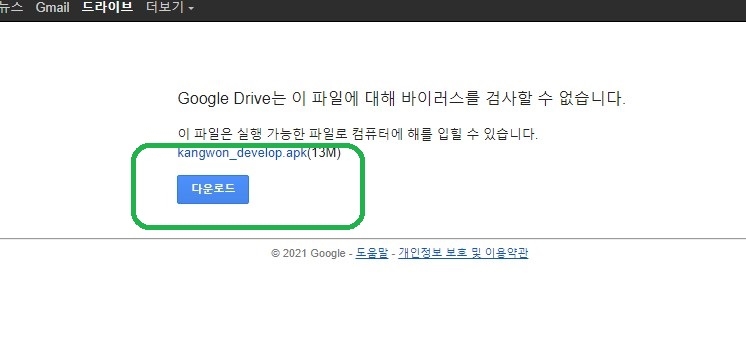 뉴스 Gmail 드라이브 더보기
Google Drive는 이 파일에 대해 바이러스를 검사할 수 없습니다.
이 파일은 실행 가능한 파일로 컴퓨터에 해를 입힐 수 있습니다.
kangwon_develop.apk(13M)
다운로드
© 2021 Google - 도움말 - 개인정보 보호 및 이용약관